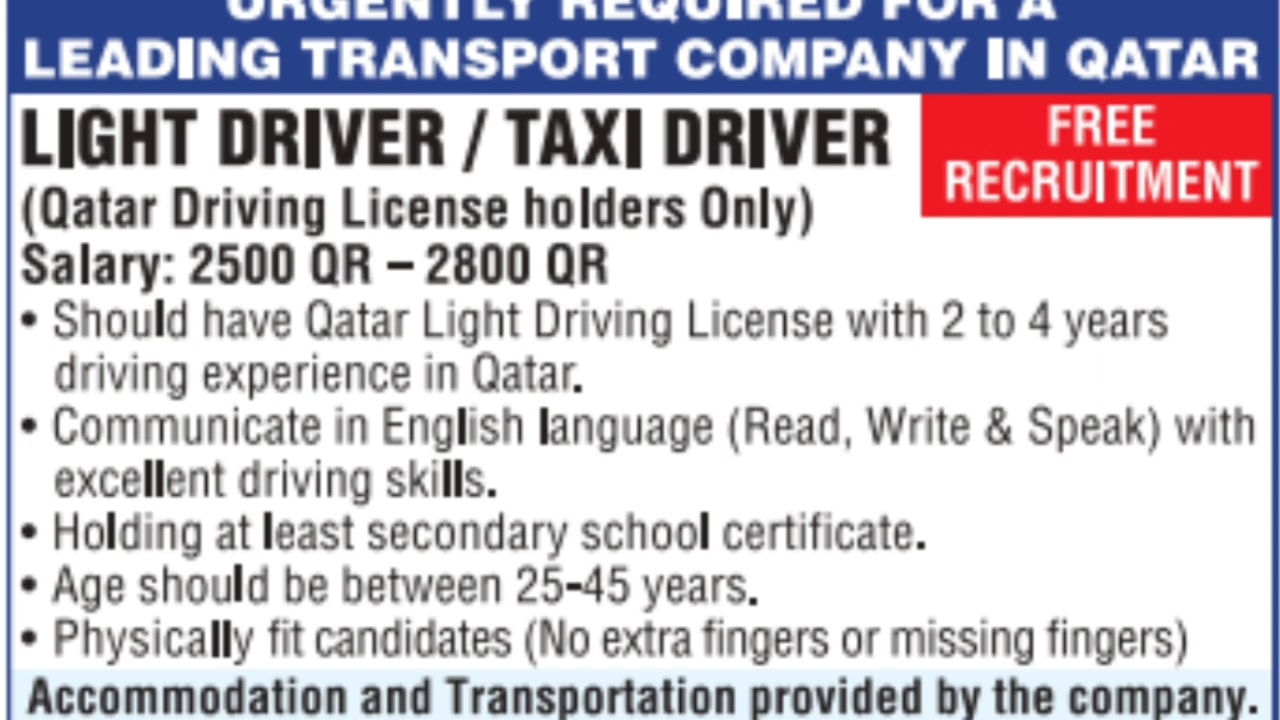 URGENTLY REQUIRED FOR A
LEADING TRANSPORT COMPANY IN QATAR
LIGHT DRIVER / TAXI DRIVER
FREE
RECRUITMENT
(Qatar Driving License holders Only)
Salary: 2500 QR – 2800 QR
• Should have Qatar Light Driving License with 2 to 4 years
driving experience in Qatar.
• Communicate in English language (Read, Write & Speak) with
excellent driving skills.
• Holding at least secondary school certificate.
• Age should be between 25-45 years.
• Physically fit candidates (No extra fingers or missing fingers)
Accommodation and Transportation provided by the company.